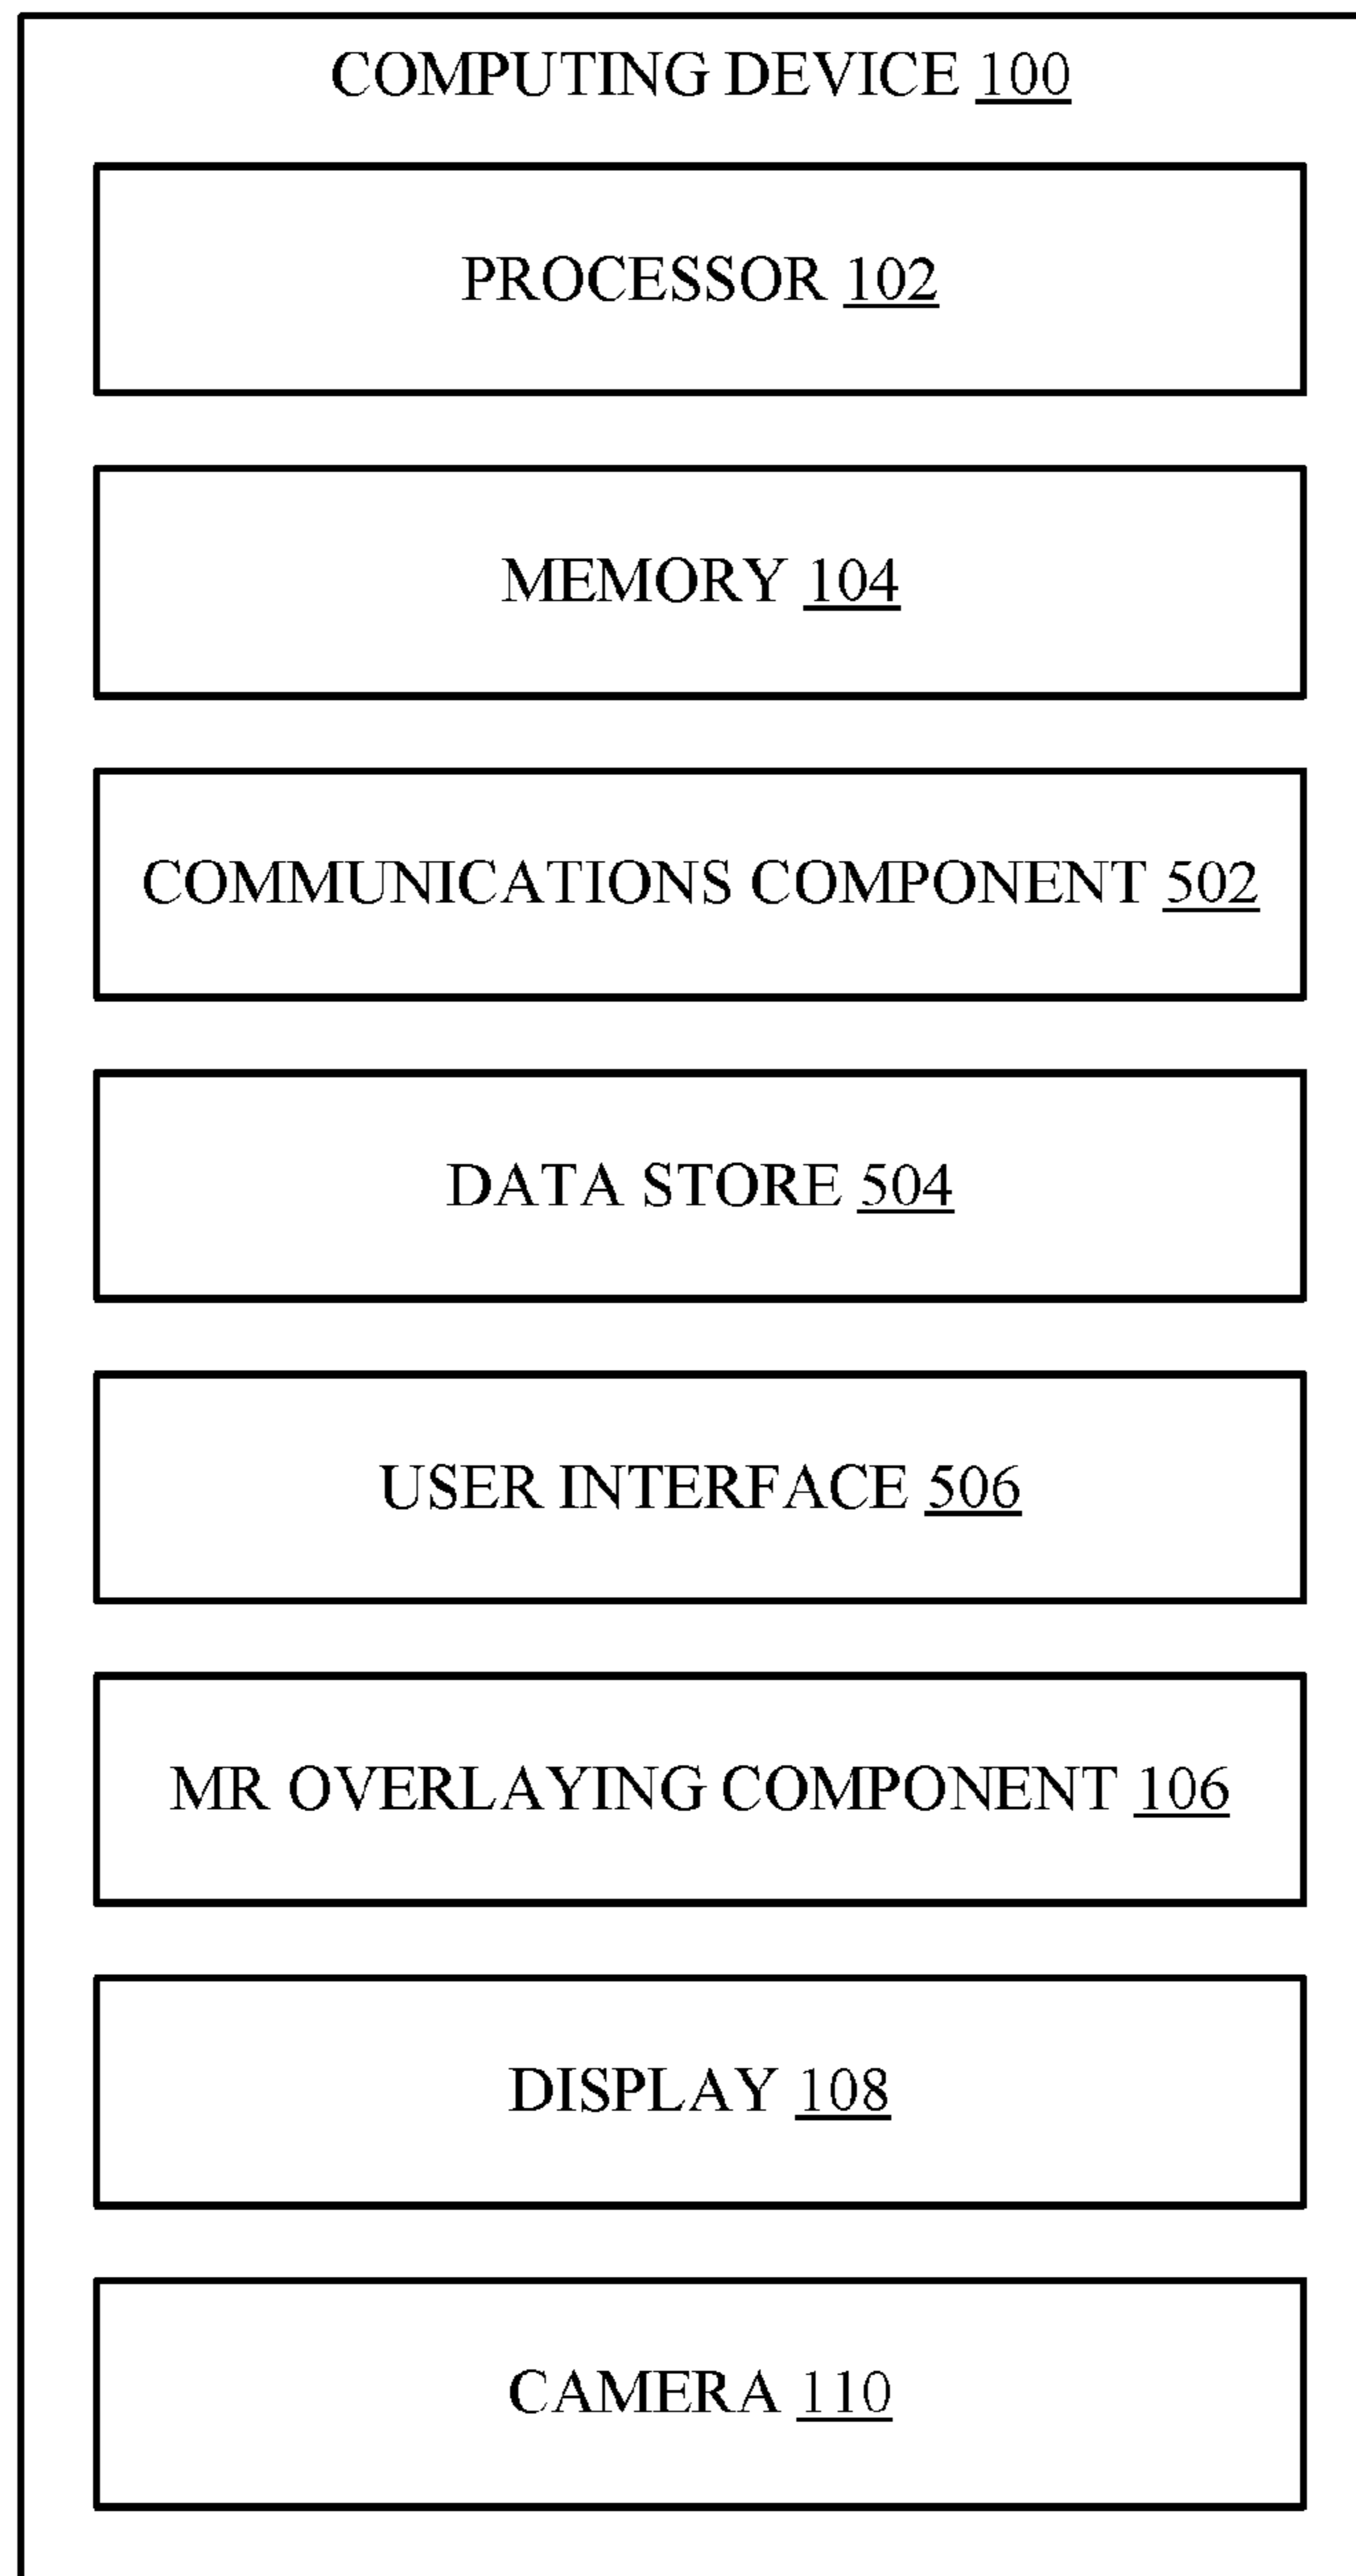 COMPUTING DEVICE 100
PROCESSOR 102
MEMORY 104
COMMUNICATIONS COMPONENT 502
DATA STORE 504
USER INTERFACE 506
MR OVERLAYING COMPONENT 106
DISPLAY 108
CAMERA 110